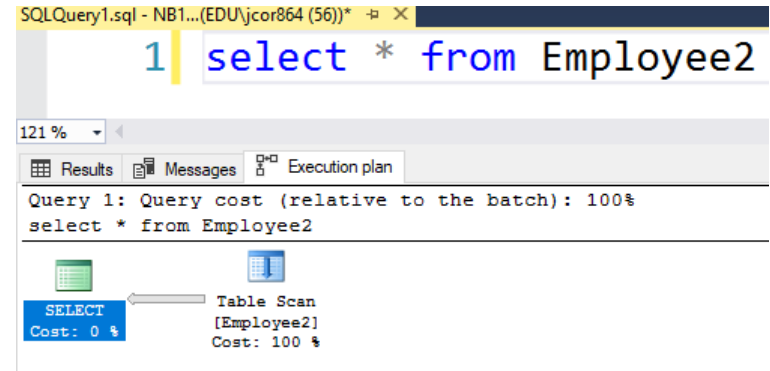 SQLQuery1.sql - NB1...(EDU\jcor864 (56))*
1 select * from Employee2
121 %
Results Messages Execution plan
Query 1: Query cost (relative to the batch): 100%
select * from Employee2
SELECT
Cost: 0 %
Table Scan
[Employee2]
Cost: 100 %